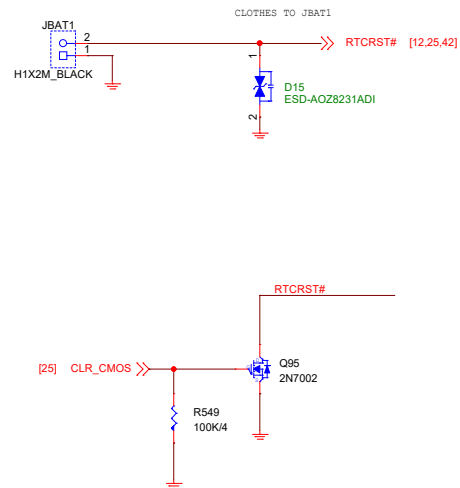 CLOTHES TO JBAT1
JBAT1
2
1
RTCRST# [12,25,42]
H1X2M_BLACK
1
D15
ESD-AOZ8231ADI
2
RTCRST#
[25] CLR_CMOS
Q95
2N7002
R549
100K/4